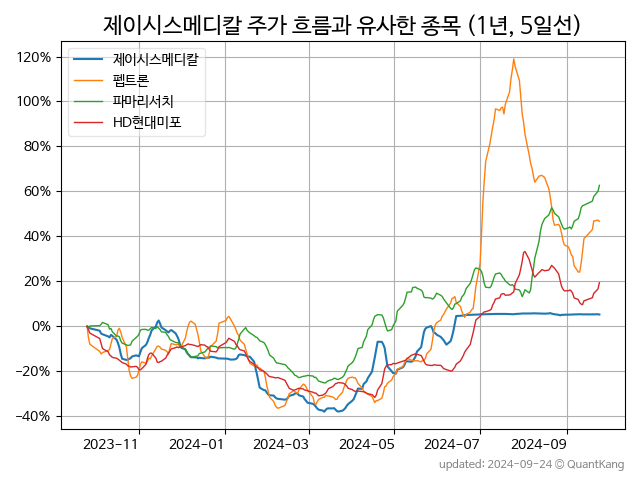 제이시스메디칼 주가 흐름과 유사한 종목 (1년, 5일선)
제이시스메디칼
펩트론
파마리서치
HD현대미포
120%
100%
80%
60%
40%
20%
0%
−20%
−40%
2023-11
2024-01
2024-03
2024-05
2024-07
2024-09
updated: 2024-09-24 © QuantKang